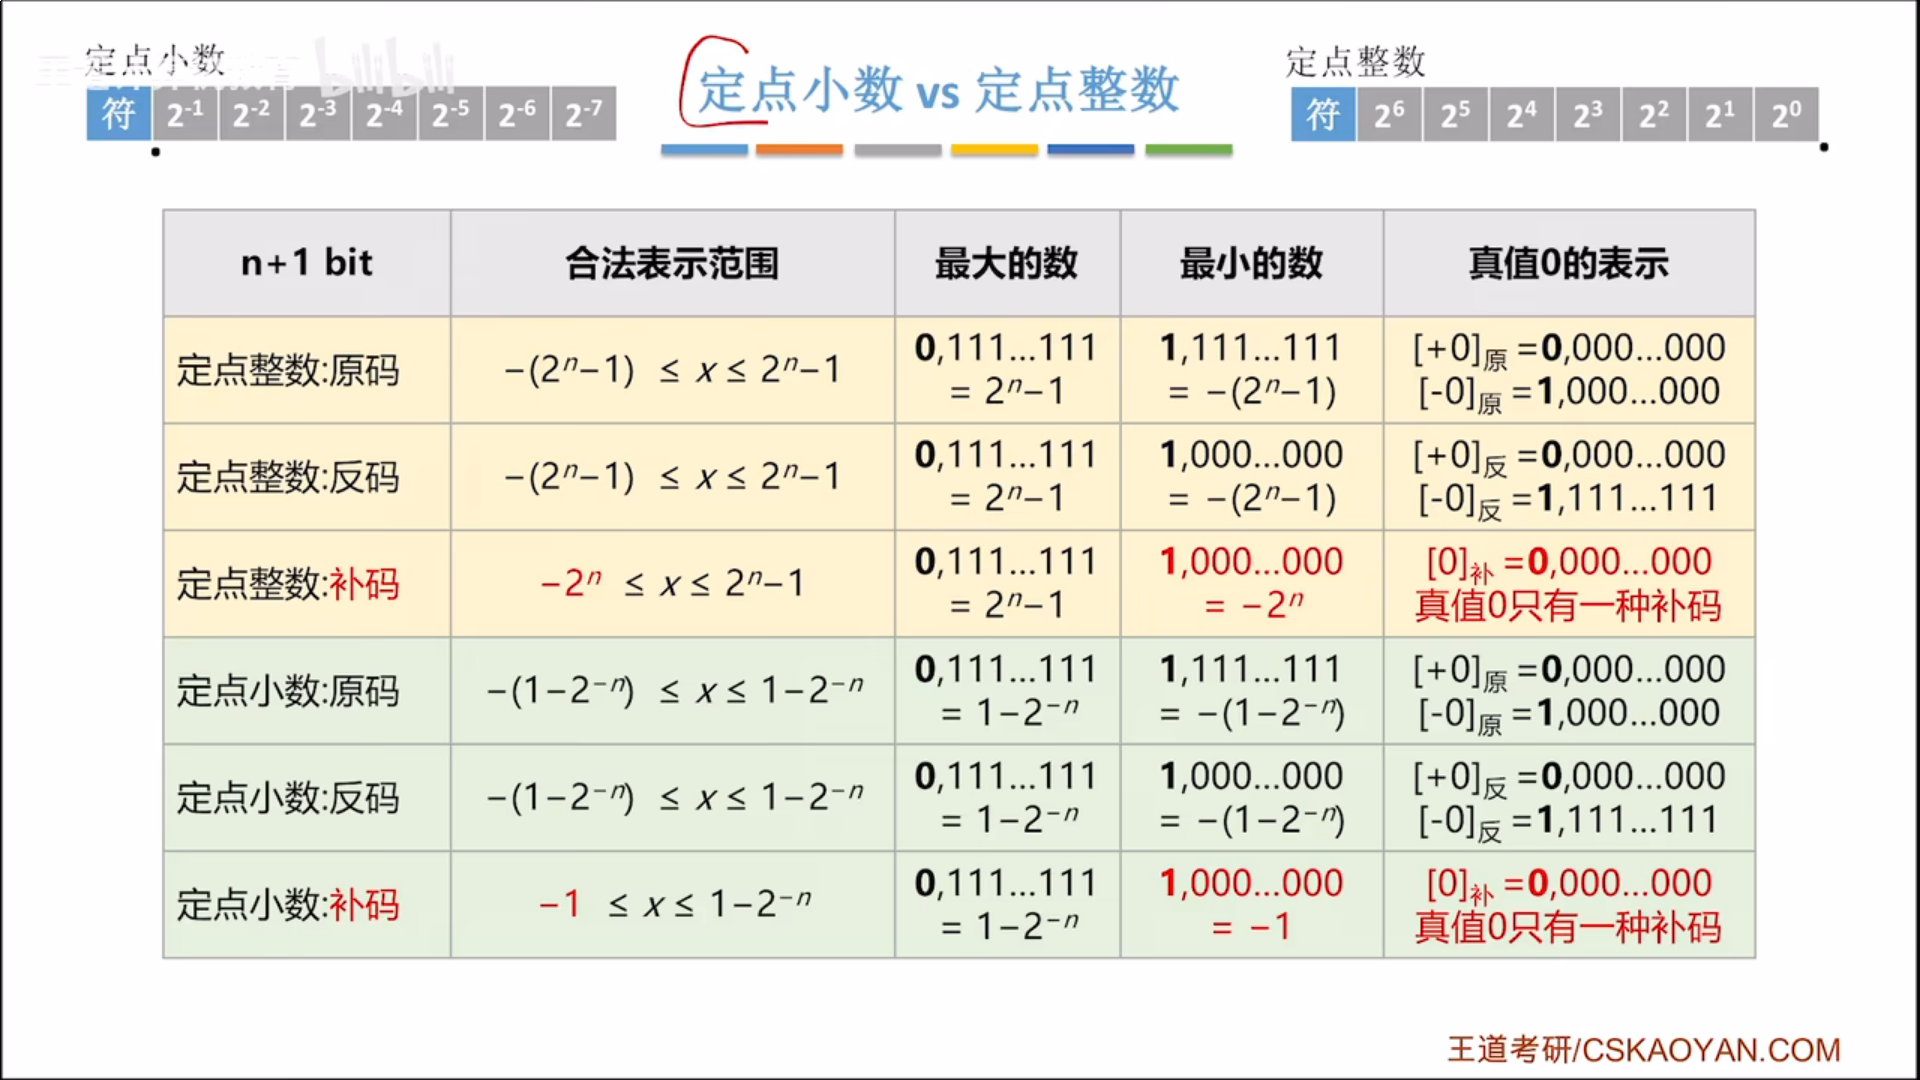 定点小数
符 2⁻¹ 2⁻² 2⁻³ 2⁻⁴ 2⁻⁵ 2⁻⁶ 2⁻⁷
bilibili
定点小数 vs 定点整数
定点整数
符 2⁶ 2⁵ 2⁴ 2³ 2² 2¹ 2⁰
n+1 bit 合法表示范围 最大的数 最小的数 真值0的表示
定点整数:原码 −(2ⁿ−1) ≤ x ≤ 2ⁿ−1
0,111...111
= 2ⁿ−1
1,111...111
= −(2ⁿ−1)
[+0]原 =0,000...000
[-0]原 =1,000...000
定点整数:反码 −(2ⁿ−1) ≤ x ≤ 2ⁿ−1
0,111...111
= 2ⁿ−1
1,000...000
= −(2ⁿ−1)
[+0]反 =0,000...000
[-0]反 =1,111...111
定点整数:补码 −2ⁿ ≤ x ≤ 2ⁿ−1
0,111...111
= 2ⁿ−1
1,000...000
= −2ⁿ
[0]补 =0,000...000
真值0只有一种补码
定点小数:原码 −(1−2⁻ⁿ) ≤ x ≤ 1−2⁻ⁿ
0,111...111
= 1−2⁻ⁿ
1,111...111
= −(1−2⁻ⁿ)
[+0]原 =0,000...000
[-0]原 =1,000...000
定点小数:反码 −(1−2⁻ⁿ) ≤ x ≤ 1−2⁻ⁿ
0,111...111
= 1−2⁻ⁿ
1,000...000
= −(1−2⁻ⁿ)
[+0]反 =0,000...000
[-0]反 =1,111...111
定点小数:补码 −1 ≤ x ≤ 1−2⁻ⁿ
0,111...111
= 1−2⁻ⁿ
1,000...000
= −1
[0]补 =0,000...000
真值0只有一种补码
王道考研/CSKAOYAN.COM